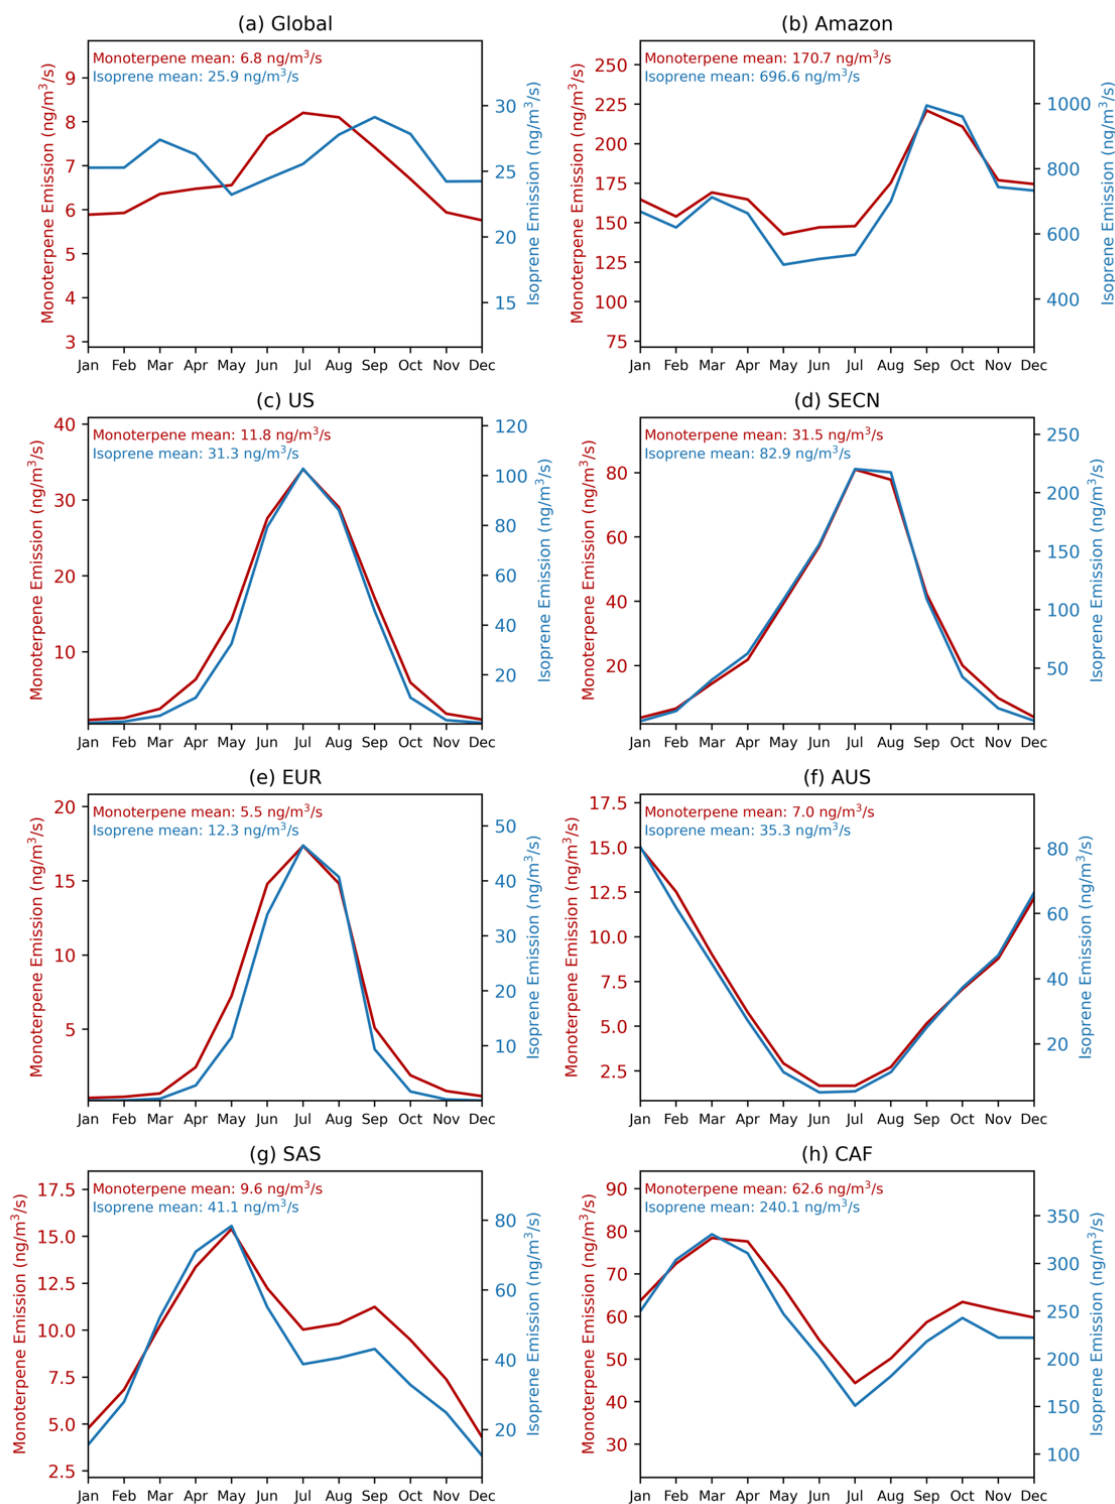 (a) Global
Monoterpene mean: 6.8 ng/m³/s
Isoprene mean: 25.9 ng/m³/s
Monoterpene Emission (ng/m³/s)
9
8
7
6
5
4
3
30
25
20
15
Isoprene Emission (ng/m³/s)
Jan Feb Mar Apr May Jun Jul Aug Sep Oct Nov Dec
(b) Amazon
Monoterpene mean: 170.7 ng/m³/s
Isoprene mean: 696.6 ng/m³/s
Monoterpene Emission (ng/m³/s)
250
225
200
175
150
125
100
75
1000
800
600
400
Isoprene Emission (ng/m³/s)
Jan Feb Mar Apr May Jun Jul Aug Sep Oct Nov Dec
(c) US
Monoterpene mean: 11.8 ng/m³/s
Isoprene mean: 31.3 ng/m³/s
Monoterpene Emission (ng/m³/s)
40
30
20
10
120
100
80
60
40
20
Isoprene Emission (ng/m³/s)
Jan Feb Mar Apr May Jun Jul Aug Sep Oct Nov Dec
(d) SECN
Monoterpene mean: 31.5 ng/m³/s
Isoprene mean: 82.9 ng/m³/s
Monoterpene Emission (ng/m³/s)
80
60
40
20
250
200
150
100
50
Isoprene Emission (ng/m³/s)
Jan Feb Mar Apr May Jun Jul Aug Sep Oct Nov Dec
(e) EUR
Monoterpene mean: 5.5 ng/m³/s
Isoprene mean: 12.3 ng/m³/s
Monoterpene Emission (ng/m³/s)
20
15
10
5
50
40
30
20
10
Isoprene Emission (ng/m³/s)
Jan Feb Mar Apr May Jun Jul Aug Sep Oct Nov Dec
(f) AUS
Monoterpene mean: 7.0 ng/m³/s
Isoprene mean: 35.3 ng/m³/s
Monoterpene Emission (ng/m³/s)
17.5
15.0
12.5
10.0
7.5
5.0
2.5
80
60
40
20
Isoprene Emission (ng/m³/s)
Jan Feb Mar Apr May Jun Jul Aug Sep Oct Nov Dec
(g) SAS
Monoterpene mean: 9.6 ng/m³/s
Isoprene mean: 41.1 ng/m³/s
Monoterpene Emission (ng/m³/s)
17.5
15.0
12.5
10.0
7.5
5.0
2.5
80
60
40
20
Isoprene Emission (ng/m³/s)
Jan Feb Mar Apr May Jun Jul Aug Sep Oct Nov Dec
(h) CAF
Monoterpene mean: 62.6 ng/m³/s
Isoprene mean: 240.1 ng/m³/s
Monoterpene Emission (ng/m³/s)
90
80
70
60
50
40
30
350
300
250
200
150
100
Isoprene Emission (ng/m³/s)
Jan Feb Mar Apr May Jun Jul Aug Sep Oct Nov Dec